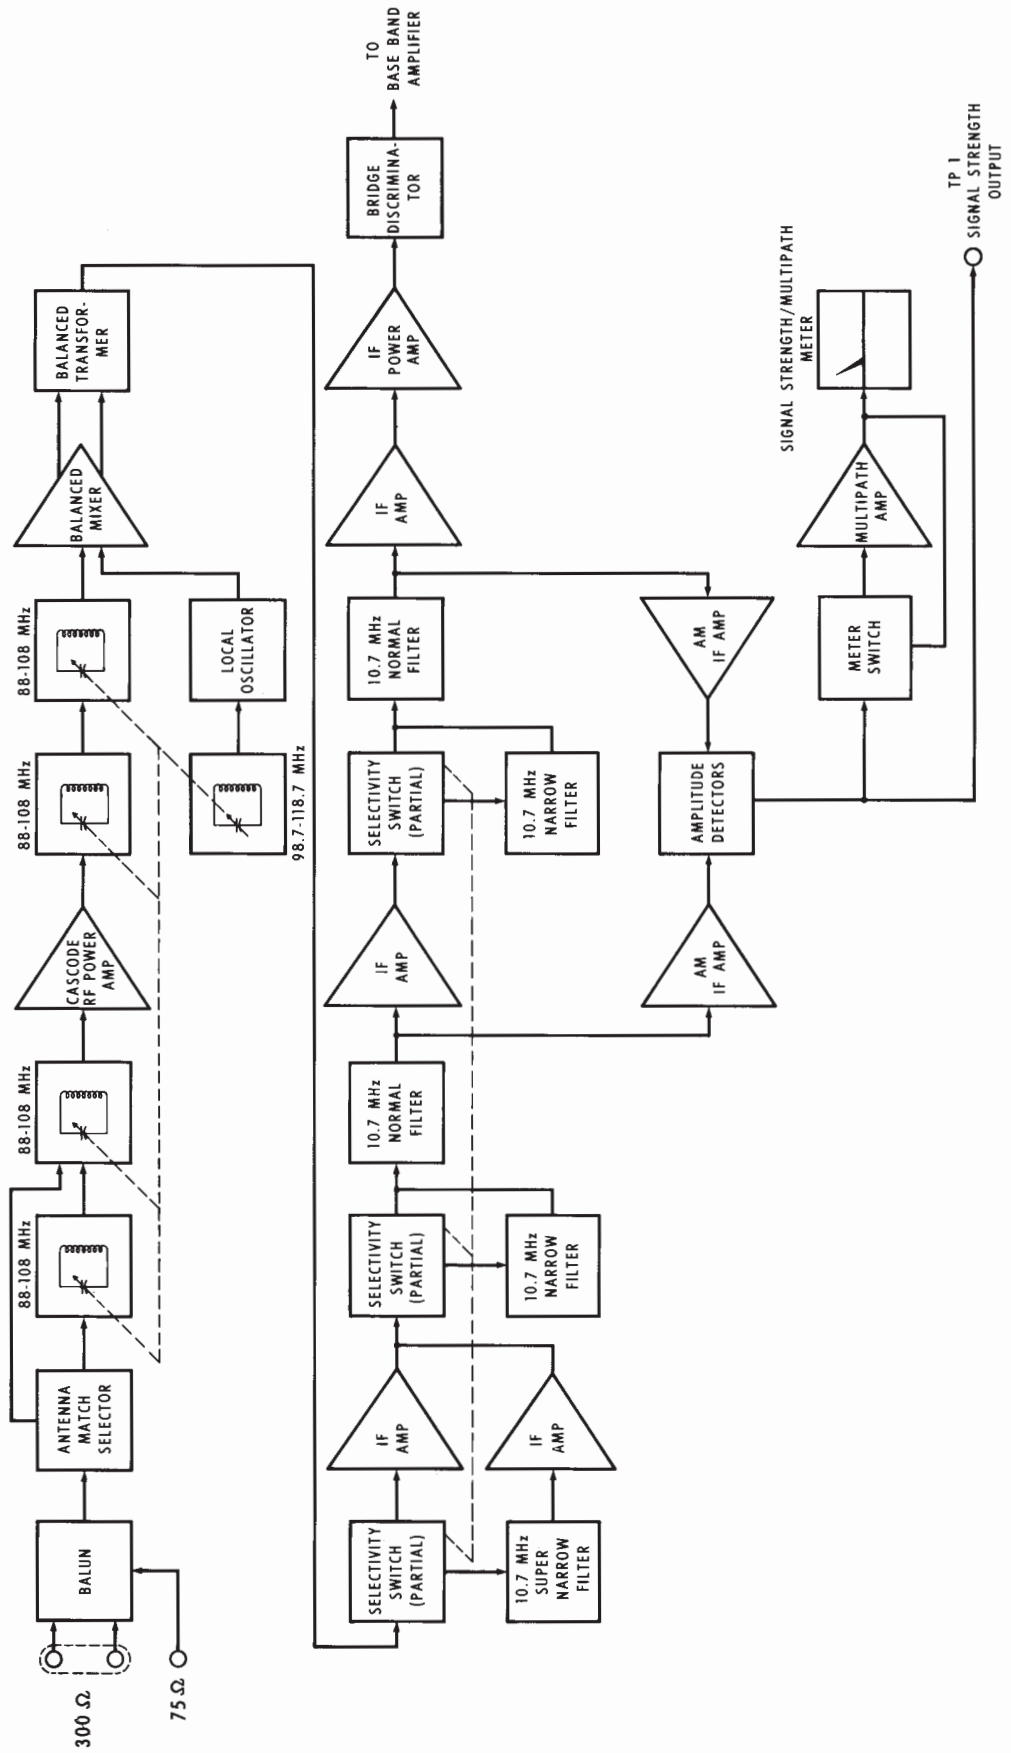 300 Ω
75 Ω
BALUN
ANTENNA
MATCH
SELECTOR
88-108 MHz
88-108 MHz
CASCODE
RF POWER
AMP
88-108 MHz
88-108 MHz
BALANCED
MIXER
BALANCED
TRANSFOR-
MER
98.7-118.7 MHz
LOCAL
OSCILLATOR
SELECTIVITY
SWITCH
(PARTIAL)
10.7 MHz
SUPER
NARROW
FILTER
IF
AMP
IF
AMP
SELECTIVITY
SWITCH
(PARTIAL)
10.7 MHz
NARROW
FILTER
10.7 MHz
NORMAL
FILTER
IF
AMP
SELECTIVITY
SWITCH
(PARTIAL)
10.7 MHz
NARROW
FILTER
10.7 MHz
NORMAL
FILTER
IF
AMP
IF
POWER
AMP
BRIDGE
DISCRIMINA-
TOR
TO
BASE BAND
AMPLIFIER
AM
IF AMP
AMPLITUDE
DETECTORS
AM
IF AMP
METER
SWITCH
MULTIPATH
AMP
SIGNAL STRENGTH/MULTIPATH
METER
TP 1
SIGNAL STRENGTH
OUTPUT